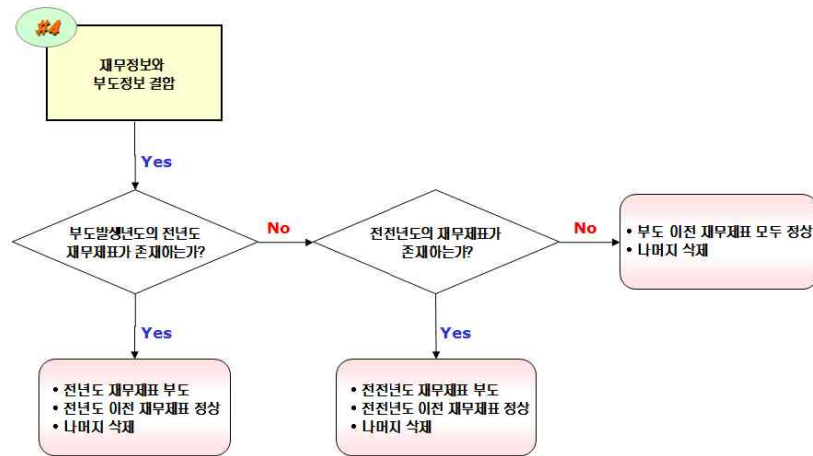 #4
재무정보와
부도정보 결합
Yes
부도발생년도의 전년도
재무제표가 존재하는가?
No
전전년도의 재무제표가
존재하는가?
No
• 부도 이전 재무제표 모두 정상
• 나머지 삭제
Yes
Yes
• 전년도 재무제표 부도
• 전년도 이전 재무제표 정상
• 나머지 삭제
• 전전년도 재무제표 부도
• 전전년도 이전 재무제표 정상
• 나머지 삭제